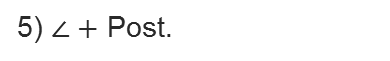 5) ∠ + Post.